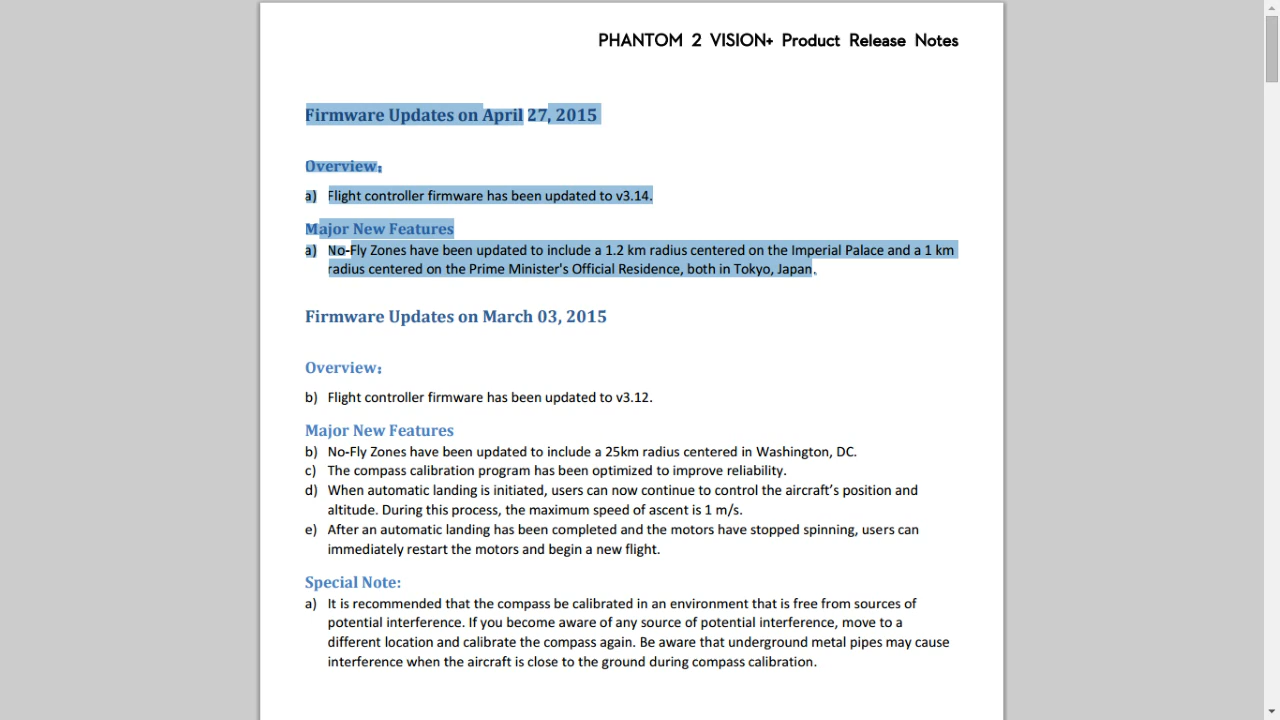 PHANTOM 2 VISION+ Product Release Notes
Firmware Updates on April 27, 2015
Overview:
a) Flight controller firmware has been updated to v3.14.
Major New Features
a) No-Fly Zones have been updated to include a 1.2 km radius centered on the Imperial Palace and a 1 km
radius centered on the Prime Minister's Official Residence, both in Tokyo, Japan.
Firmware Updates on March 03, 2015
Overview:
b) Flight controller firmware has been updated to v3.12.
Major New Features
b) No-Fly Zones have been updated to include a 25km radius centered in Washington, DC.
c) The compass calibration program has been optimized to improve reliability.
d) When automatic landing is initiated, users can now continue to control the aircraft’s position and
altitude. During this process, the maximum speed of ascent is 1 m/s.
e) After an automatic landing has been completed and the motors have stopped spinning, users can
immediately restart the motors and begin a new flight.
Special Note:
a) It is recommended that the compass be calibrated in an environment that is free from sources of
potential interference. If you become aware of any source of potential interference, move to a
different location and calibrate the compass again. Be aware that underground metal pipes may cause
interference when the aircraft is close to the ground during compass calibration.